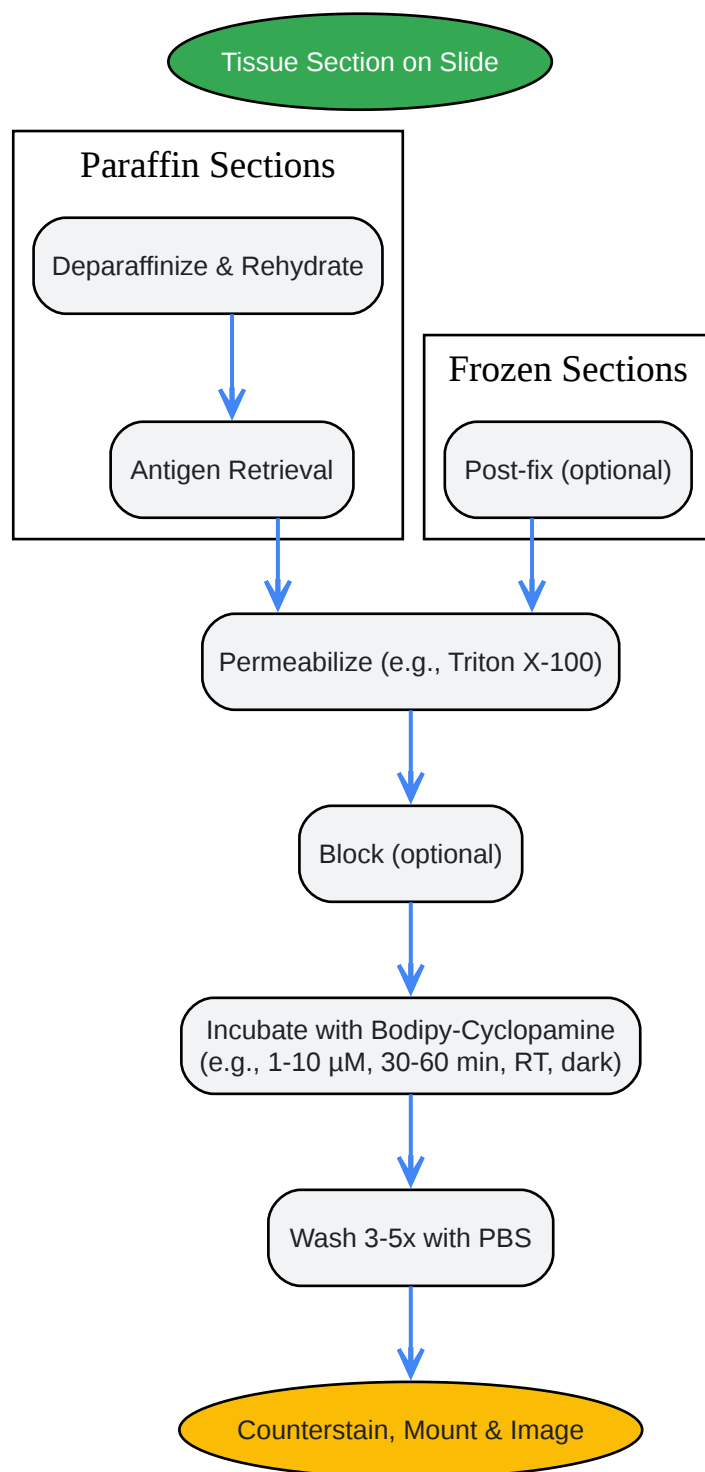 Tissue Section on Slide
Paraffin Sections
Deparaffinize & Rehydrate
Antigen Retrieval
Frozen Sections
Post-fix (optional)
Permeabilize (e.g., Triton X-100)
Block (optional)
Incubate with Bodipy-Cyclopamine
(e.g., 1-10 µM, 30-60 min, RT, dark)
Wash 3-5x with PBS
Counterstain, Mount & Image